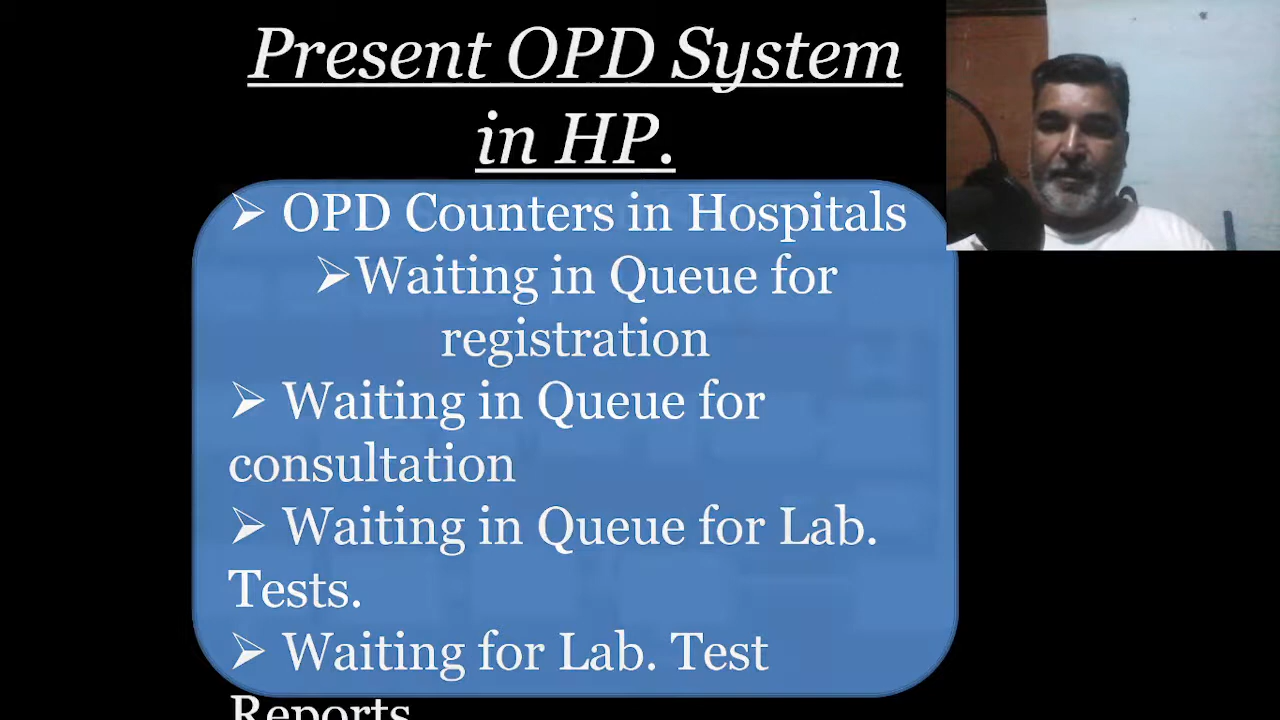 Present OPD System
in HP.
➢ OPD Counters in Hospitals
➢Waiting in Queue for
registration
➢ Waiting in Queue for
consultation
➢ Waiting in Queue for Lab.
Tests.
➢ Waiting for Lab. Test
Reports